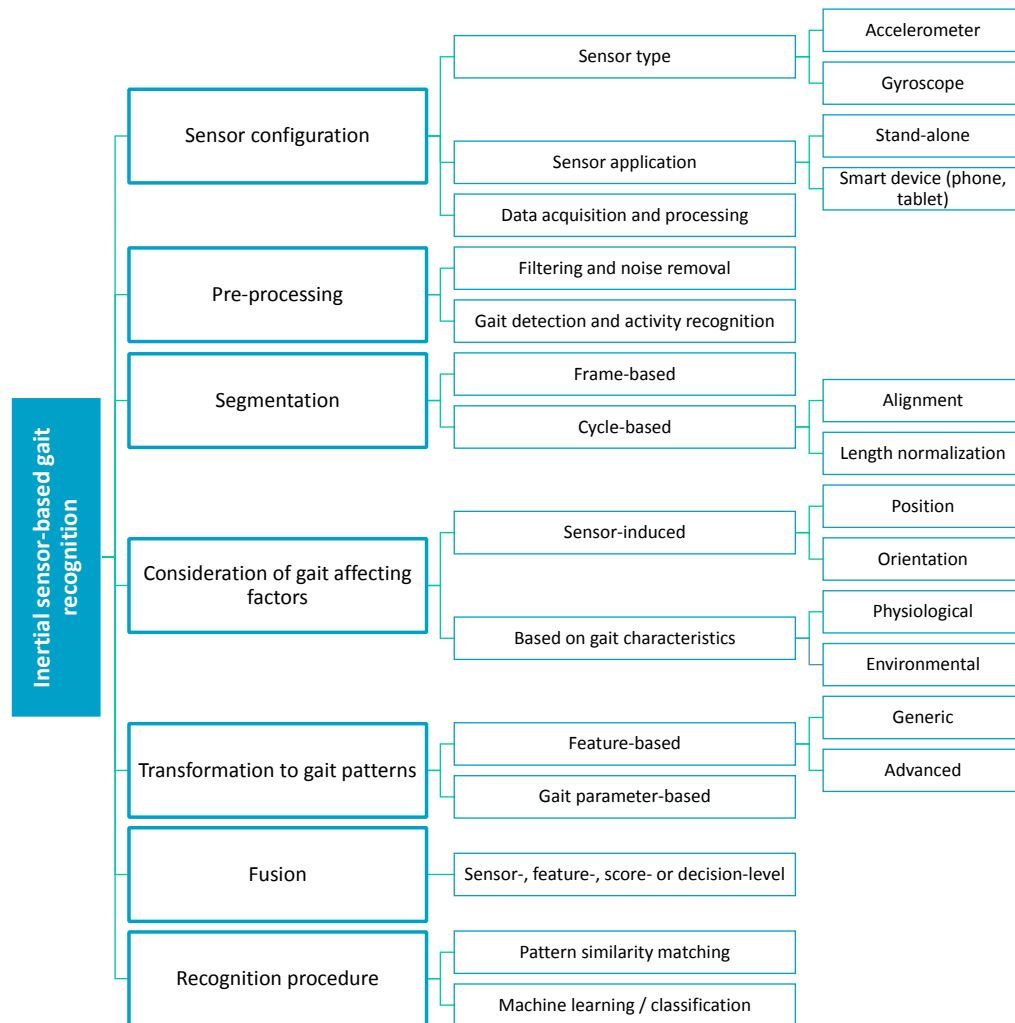 Inertial sensor-based gait
recognition
Sensor configuration
Sensor type
Accelerometer
Gyroscope
Sensor application
Stand-alone
Smart device (phone,
tablet)
Data acquisition and processing
Pre-processing
Filtering and noise removal
Gait detection and activity recognition
Segmentation
Frame-based
Cycle-based
Alignment
Length normalization
Consideration of gait affecting
factors
Sensor-induced
Position
Orientation
Based on gait characteristics
Physiological
Environmental
Transformation to gait patterns
Feature-based
Generic
Advanced
Gait parameter-based
Fusion
Sensor-, feature-, score- or decision-level
Recognition procedure
Pattern similarity matching
Machine learning / classification